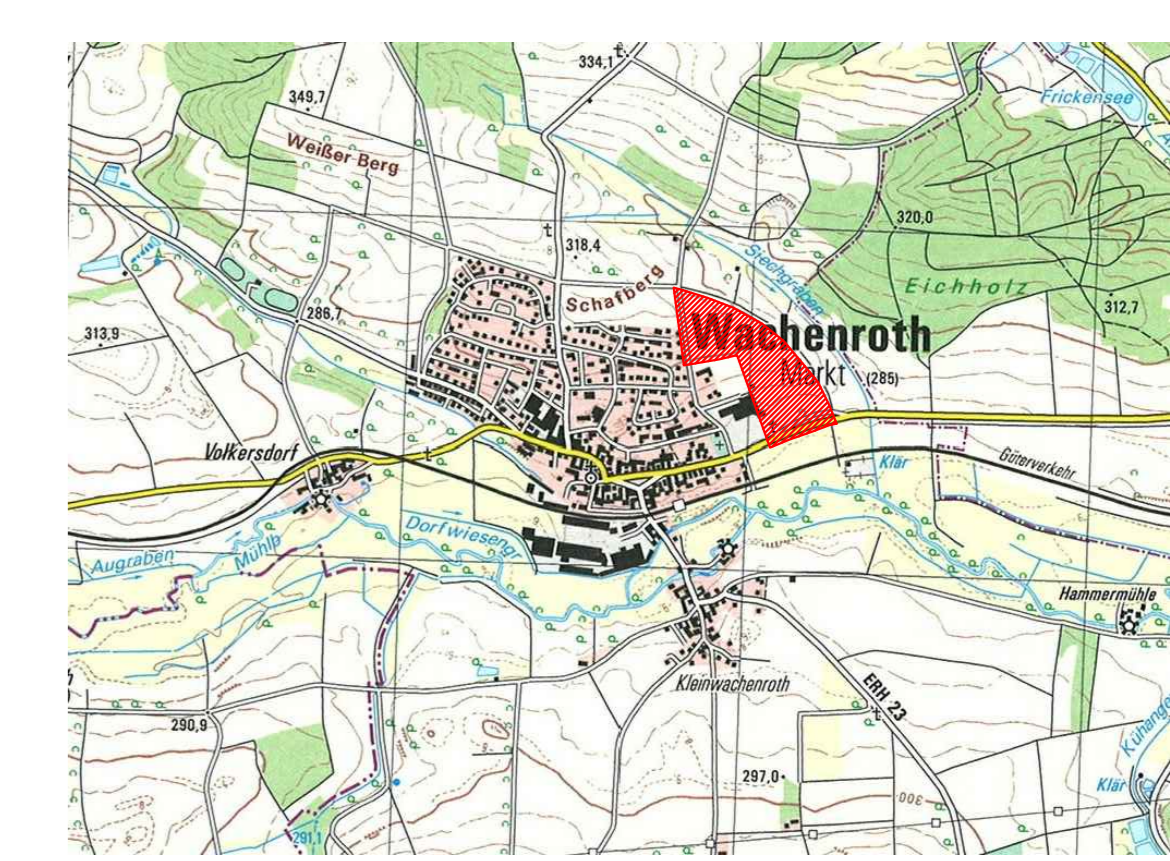 334,1
Frickensee
349,7
Weißer Berg
320,0
318,4
Stechgraben
Eichholz
Schafberg
286,7
312,7
313,9
Wachenroth
Markt (285)
Volkersdorf
Klär
Güterverkehr
Dorfwiesengr
Augraben
Mühlb
Hammermühle
Kleinwachenroth
ERH 23
290,9
297,0
300
Kühangen
Klär
291,1